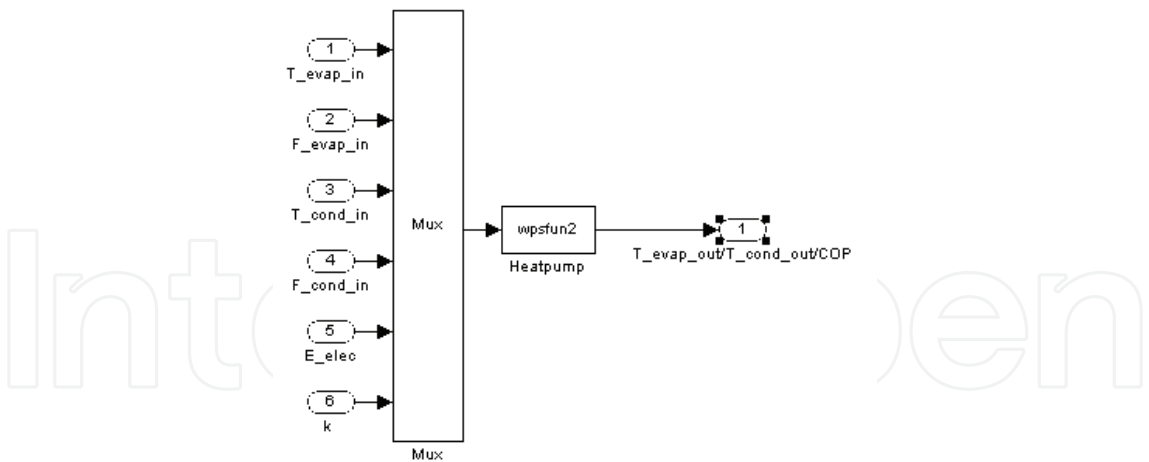 1
T_evap_in
2
F_evap_in
3
T_cond_in
4
F_cond_in
5
E_elec
6
k
Mux
Mux
wpsfun2
Heatpump
1
T_evap_out/T_cond_out/COP